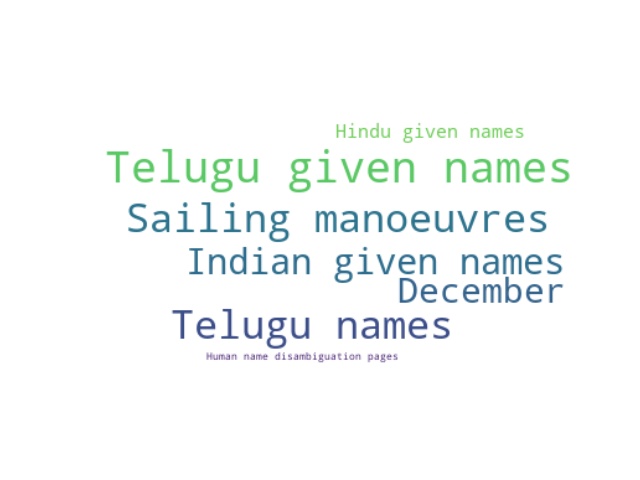 Hindu given names
Telugu given names
Sailing manoeuvres
Indian given names
December
Telugu names
Human name disambiguation pages